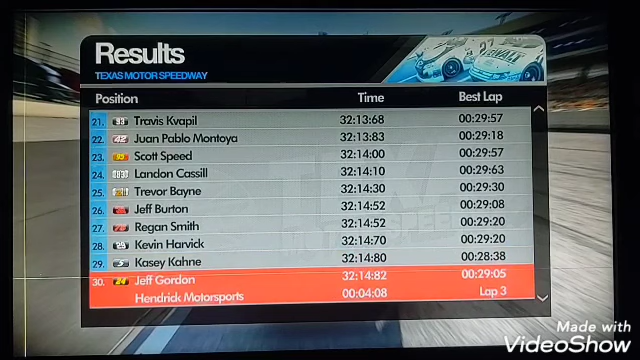 Results
TEXAS MOTOR SPEEDWAY
Position Time Best Lap
21. Travis Kvapil 32:13:68 00:29:57
22. 42 Juan Pablo Montoya 32:13:83 00:29:18
23. Scott Speed 32:14:00 00:29:57
24. Landon Cassill 32:14:10 00:29:63
25. Trevor Bayne 32:14:30 00:29:30
26. Jeff Burton 32:14:52 00:29:08
27. Regan Smith 32:14:52 00:29:20
28. 29 Kevin Harvick 32:14:70 00:29:20
29. 5 Kasey Kahne 32:14:80 00:28:38
30. 24 Jeff Gordon 32:14:82 00:29:05
Hendrick Motorsports 00:04:08 Lap 3
Made with
VideoShow